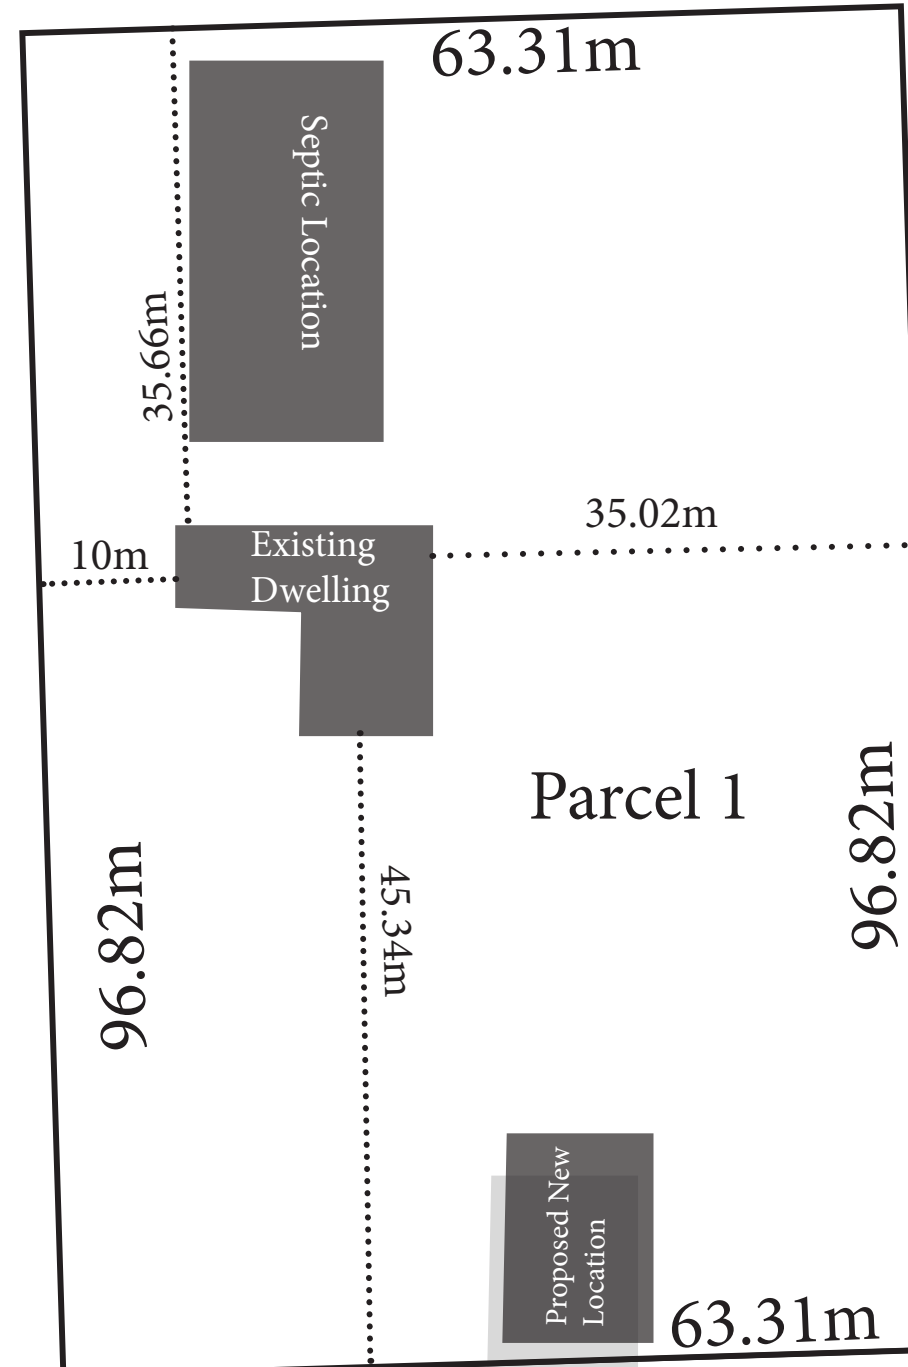 63.31m
Septic Location
35.66m
35.02m
10m
Existing
Dwelling
Parcel 1
96.82m
96.82m
45.34m
Proposed New
Location
63.31m